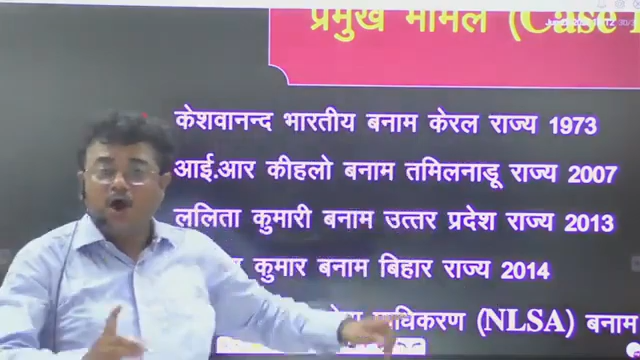 प्रमुख मामले (Case
केशवानन्द भारतीय बनाम केरल राज्य 1973
आई.आर कीहलो बनाम तमिलनाडू राज्य 2007
ललिता कुमारी बनाम उत्तर प्रदेश राज्य 2013
कुमार बनाम बिहार राज्य 2014
(NLSA) बनाम